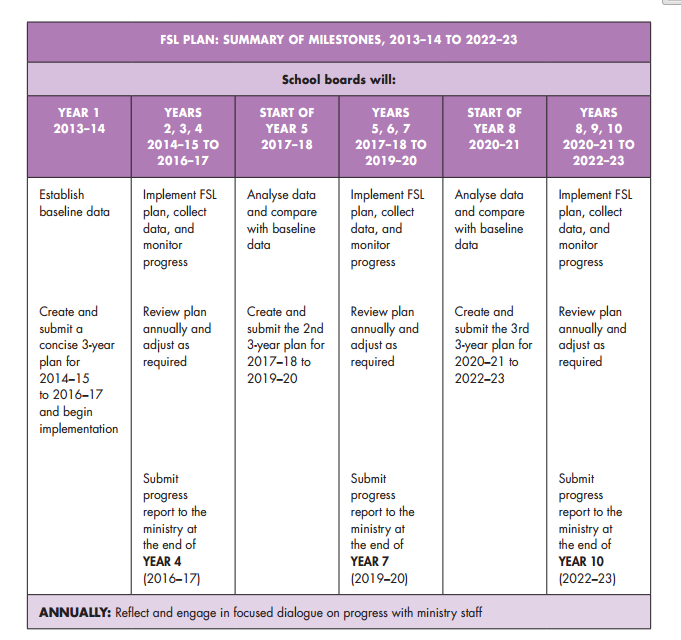 FSL PLAN: SUMMARY OF MILESTONES, 2013–14 TO 2022–23
School boards will:
YEAR 1
2013–14
YEARS
2, 3, 4
2014–15 TO
2016–17
START OF
YEAR 5
2017–18
YEARS
5, 6, 7
2017–18 TO
2019–20
START OF
YEAR 8
2020–21
YEARS
8, 9, 10
2020–21 TO
2022–23
Establish
baseline data
Implement FSL
plan, collect
data, and
monitor
progress
Analyse data
and compare
with baseline
data
Implement FSL
plan, collect
data, and
monitor
progress
Analyse data
and compare
with baseline
data
Implement FSL
plan, collect
data, and
monitor
progress
Create and
submit a
concise 3-year
plan for
2014–15
to 2016–17
and begin
implementation
Review plan
annually and
adjust as
required
Create and
submit the 2nd
3-year plan for
2017–18 to
2019–20
Review plan
annually and
adjust as
required
Create and
submit the 3rd
3-year plan for
2020–21 to
2022–23
Review plan
annually and
adjust as
required
Submit
progress
report to the
ministry at
the end of
YEAR 4
(2016–17)
Submit
progress
report to the
ministry at
the end of
YEAR 7
(2019–20)
Submit
progress
report to the
ministry at
the end of
YEAR 10
(2022–23)
ANNUALLY: Reflect and engage in focused dialogue on progress with ministry staff